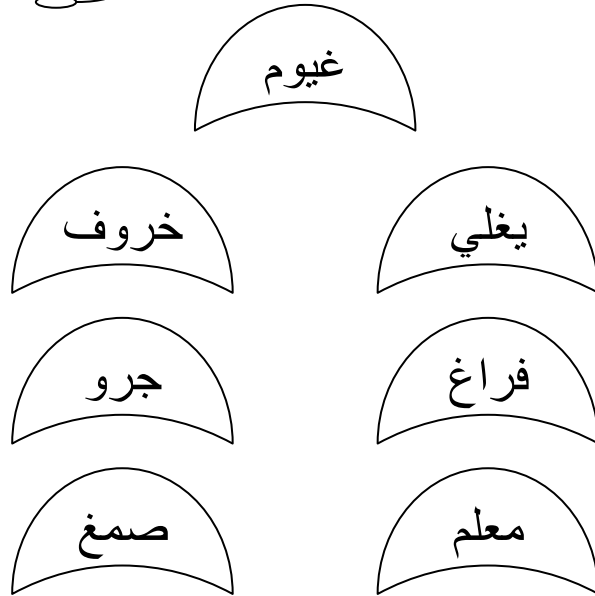 غيوم
يغلي
خروف
فراغ
جرو
معلم
صمغ